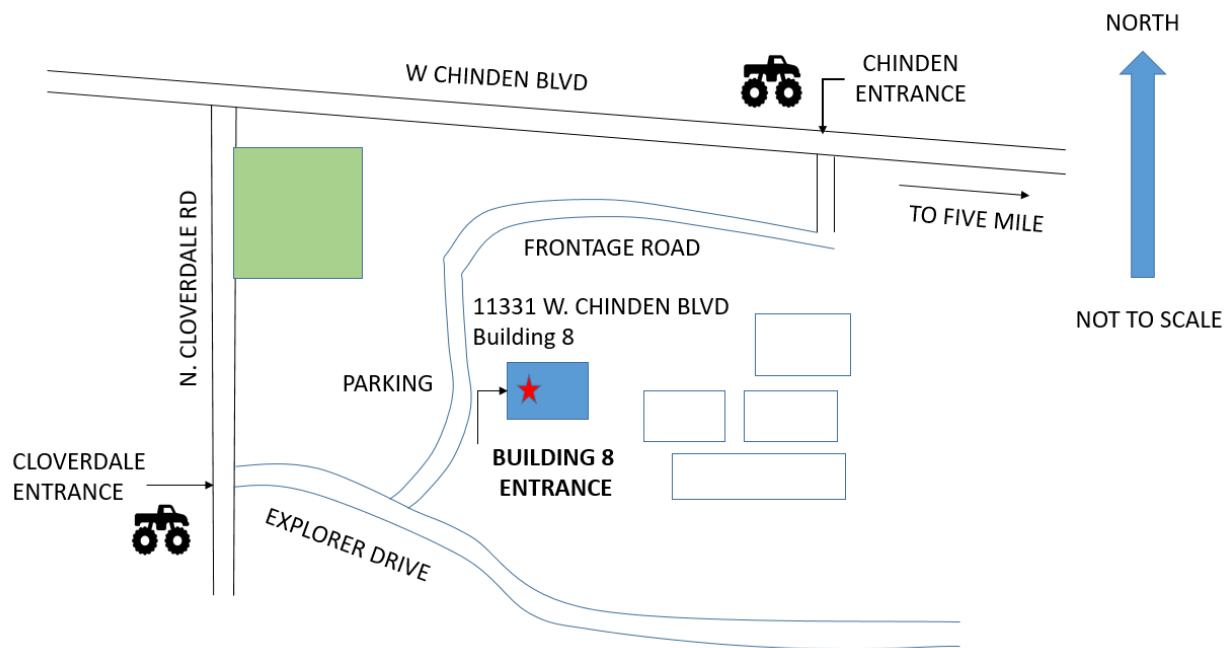 NORTH
W CHINDEN BLVD
CHINDEN
ENTRANCE
N. CLOVERDALE RD
TO FIVE MILE
FRONTAGE ROAD
11331 W. CHINDEN BLVD
Building 8
NOT TO SCALE
PARKING
BUILDING 8
ENTRANCE
CLOVERDALE
ENTRANCE
EXPLORER DRIVE